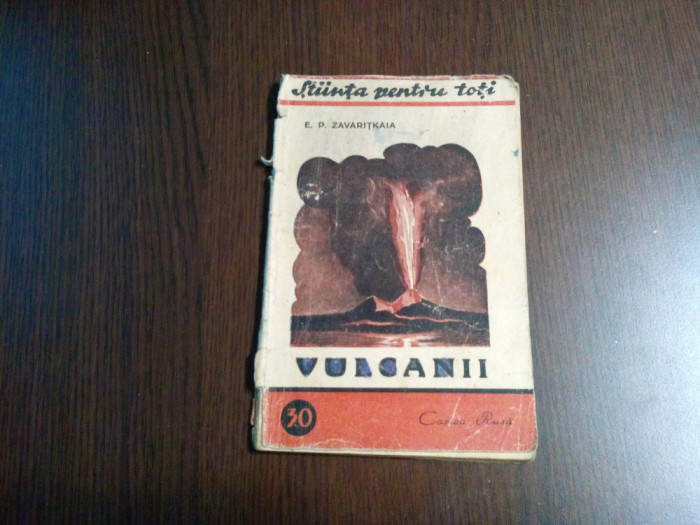 Știința pentru toți
E. P. ZAVARIȚKAIA
VULCANII
30
Cartea Rusă